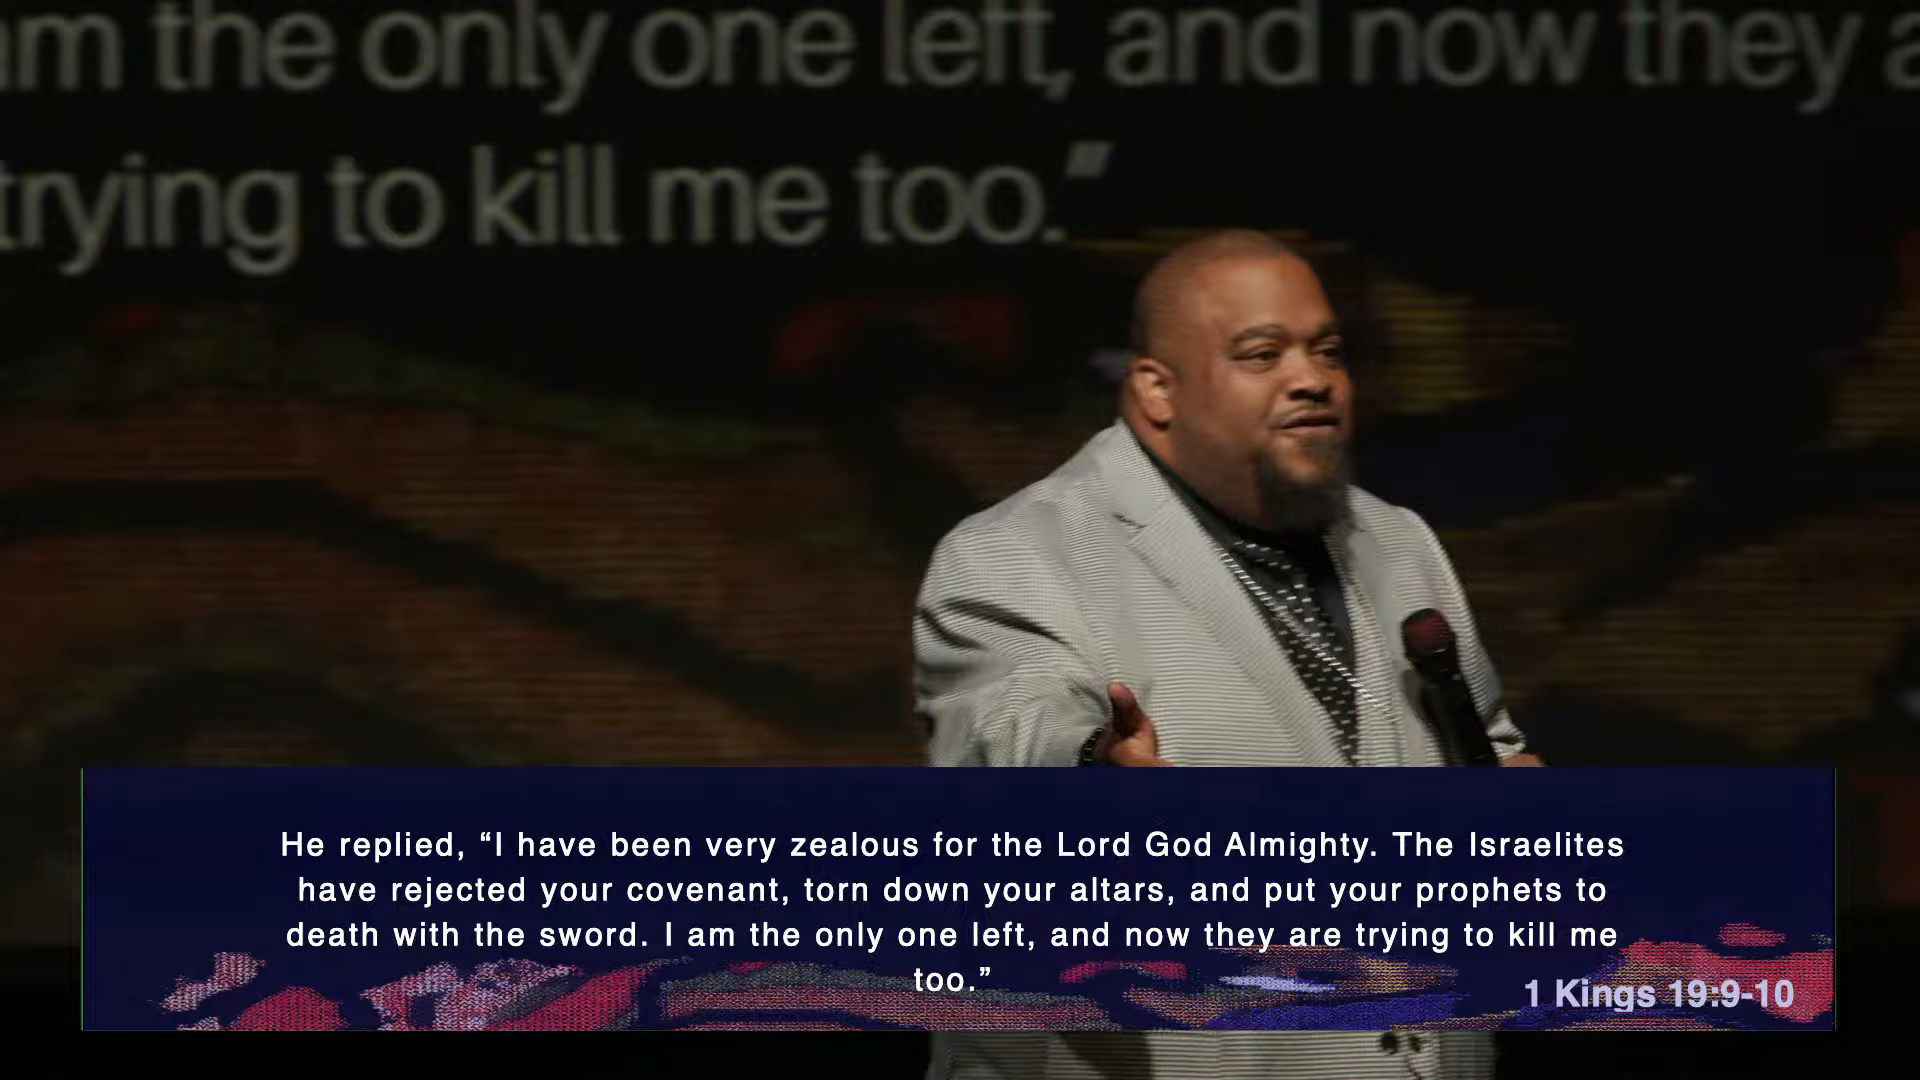 am the only one left, and now they a
trying to kill me too.”
He replied, “I have been very zealous for the Lord God Almighty. The Israelites
have rejected your covenant, torn down your altars, and put your prophets to
death with the sword. I am the only one left, and now they are trying to kill me
too.”
1 Kings 19:9-10